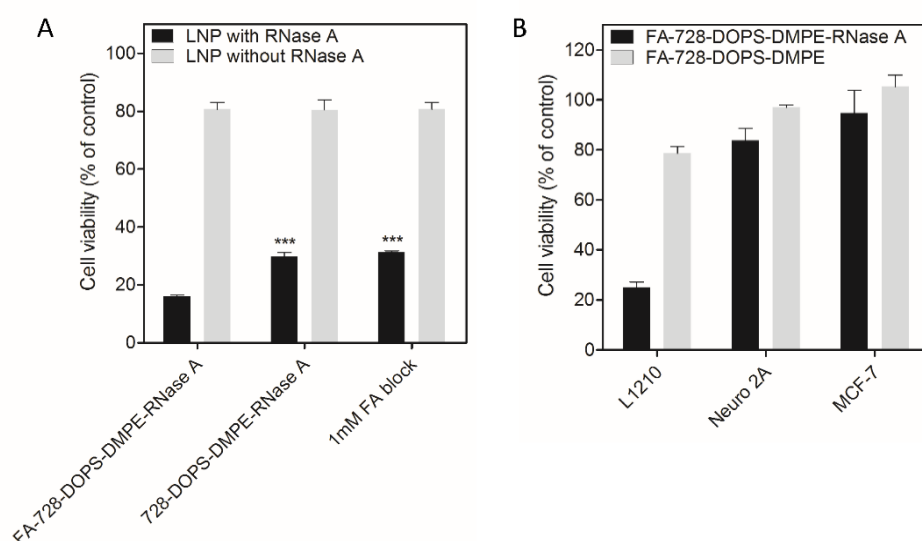 A
LNP with RNase A
LNP without RNase A
Cell viability (% of control)
100
80
60
40
20
0
***
***
FA-728-DOPS-DMPE-RNase A
728-DOPS-DMPE-RNase A
1mM FA block
B
FA-728-DOPS-DMPE-RNase A
FA-728-DOPS-DMPE
Cell viability (% of control)
120
100
80
60
40
20
0
L1210
Neuro 2A
MCF-7